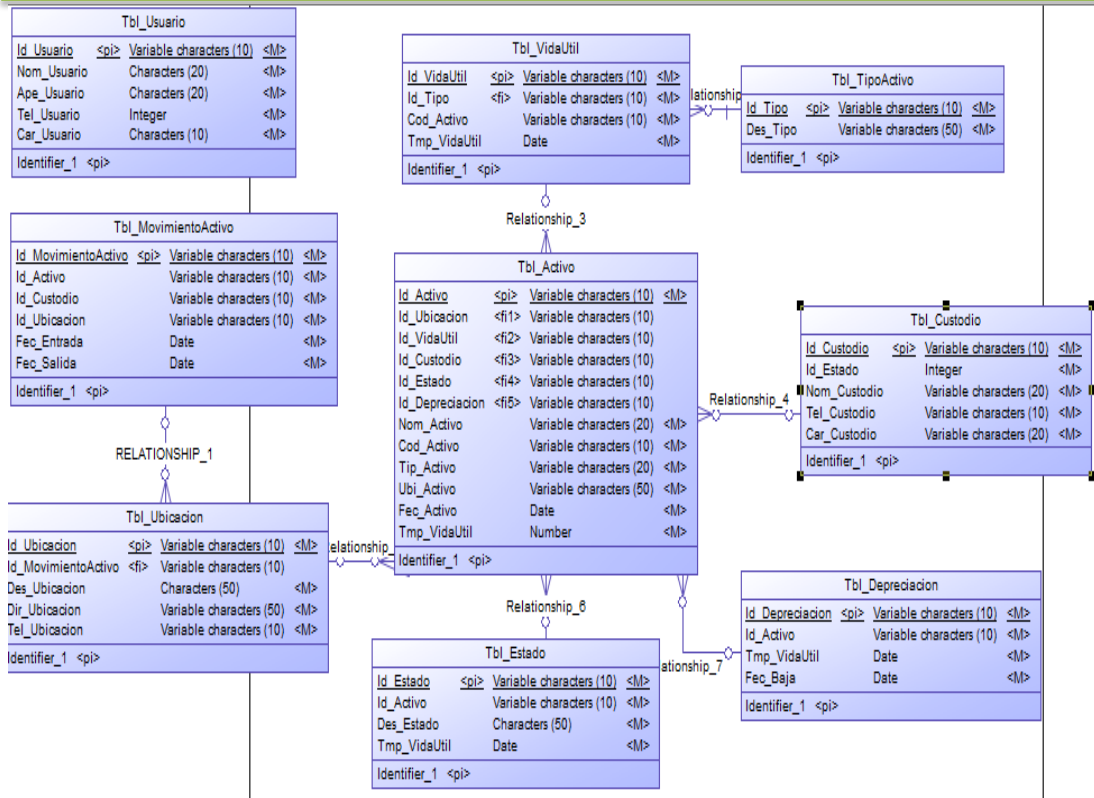 Tbl_Usuario
Id_Usuario <pi> Variable characters (10) <M>
Nom_Usuario Characters (20) <M>
Ape_Usuario Characters (20) <M>
Tel_Usuario Integer <M>
Car_Usuario Characters (10) <M>
Identifier_1 <pi>
Tbl_VidaUtil
Id_VidaUtil <pi> Variable characters (10) <M>
Id_Tipo <fi> Variable characters (10) <M>
Cod_Activo Variable characters (10) <M>
Tmp_VidaUtil Date <M>
Identifier_1 <pi>
lationship
Tbl_TipoActivo
Id_Tipo <pi> Variable characters (10) <M>
Des_Tipo Variable characters (50) <M>
Identifier_1 <pi>
Relationship_3
Tbl_MovimientoActivo
Id_MovimientoActivo <pi> Variable characters (10) <M>
Id_Activo Variable characters (10) <M>
Id_Custodio Variable characters (10) <M>
Id_Ubicacion Variable characters (10) <M>
Fec_Entrada Date <M>
Fec_Salida Date <M>
Identifier_1 <pi>
RELATIONSHIP_1
Tbl_Activo
Id_Activo <pi> Variable characters (10) <M>
Id_Ubicacion <fi1> Variable characters (10)
Id_VidaUtil <fi2> Variable characters (10)
Id_Custodio <fi3> Variable characters (10)
Id_Estado <fi4> Variable characters (10)
Id_Depreciacion <fi5> Variable characters (10)
Nom_Activo Variable characters (20) <M>
Cod_Activo Variable characters (10) <M>
Tip_Activo Variable characters (20) <M>
Ubi_Activo Variable characters (50) <M>
Fec_Activo Date <M>
Tmp_VidaUtil Number <M>
Identifier_1 <pi>
Relationship_4
Tbl_Custodio
Id_Custodio <pi> Variable characters (10) <M>
Id_Estado Integer <M>
Nom_Custodio Variable characters (20) <M>
Tel_Custodio Variable characters (10) <M>
Car_Custodio Variable characters (20) <M>
Identifier_1 <pi>
Tbl_Ubicacion
Id_Ubicacion <pi> Variable characters (10) <M>
Id_MovimientoActivo <fi> Variable characters (10)
Des_Ubicacion Characters (50) <M>
Dir_Ubicacion Variable characters (50) <M>
Tel_Ubicacion Variable characters (10) <M>
Identifier_1 <pi>
elationship_
Relationship_6
Tbl_Estado
Id_Estado <pi> Variable characters (10) <M>
Id_Activo Variable characters (10) <M>
Des_Estado Characters (50) <M>
Tmp_VidaUtil Date <M>
Identifier_1 <pi>
ationship_7
Tbl_Depreciacion
Id_Depreciacion <pi> Variable characters (10) <M>
Id_Activo Variable characters (10) <M>
Tmp_VidaUtil Date <M>
Fec_Baja Date <M>
Identifier_1 <pi>